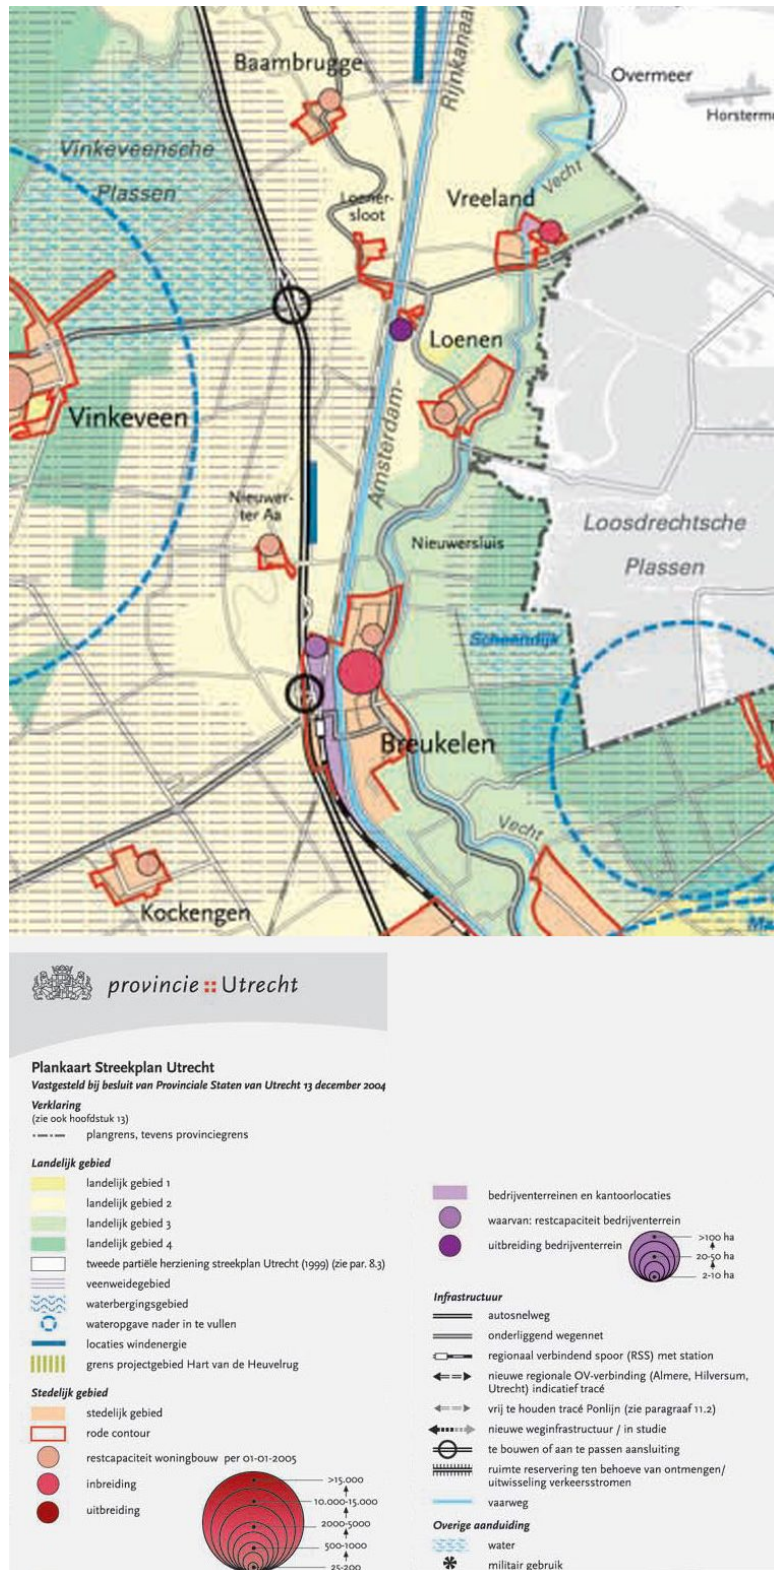 Baambrugge
Rijnkanaal
Overmeer
Horsterme
Vinkeveensche
Plassen
Loener-
sloot
Vreeland
Vecht
Loenen
Vinkeveen
Amsterdam-
Nieuwer-
ter Aa
Nieuwersluis
Loosdrechtsche
Plassen
Scheendijk
Breukelen
Vecht
Kockengen
provincie :: Utrecht
Plankaart Streekplan Utrecht
Vastgesteld bij besluit van Provinciale Staten van Utrecht 13 december 2004
Verklaring
(zie ook hoofdstuk 13)
plangrens, tevens provinciegrens
Landelijk gebied
landelijk gebied 1
landelijk gebied 2
landelijk gebied 3
landelijk gebied 4
tweede partiële herziening streekplan Utrecht (1999) (zie par. 8.3)
veenweidegebied
waterbergingsgebied
wateropgave nader in te vullen
locaties windenergie
grens projectgebied Hart van de Heuvelrug
Stedelijk gebied
stedelijk gebied
rode contour
restcapaciteit woningbouw per 01-01-2005
inbreiding
uitbreiding
>15.000
10.000-15.000
2000-5000
500-1000
25-200
bedrijventerreinen en kantoorlocaties
waarvan: restcapaciteit bedrijventerrein
uitbreiding bedrijventerrein
>100 ha
20-50 ha
2-10 ha
Infrastructuur
autosnelweg
onderliggend wegennet
regionaal verbindend spoor (RSS) met station
nieuwe regionale OV-verbinding (Almere, Hilversum,
Utrecht) indicatief tracé
vrij te houden tracé Ponlijn (zie paragraaf 11.2)
nieuwe weginfrastructuur / in studie
te bouwen of aan te passen aansluiting
ruimte reservering ten behoeve van ontmengen/
uitwisseling verkeersstromen
vaarweg
Overige aanduiding
water
militair gebruik